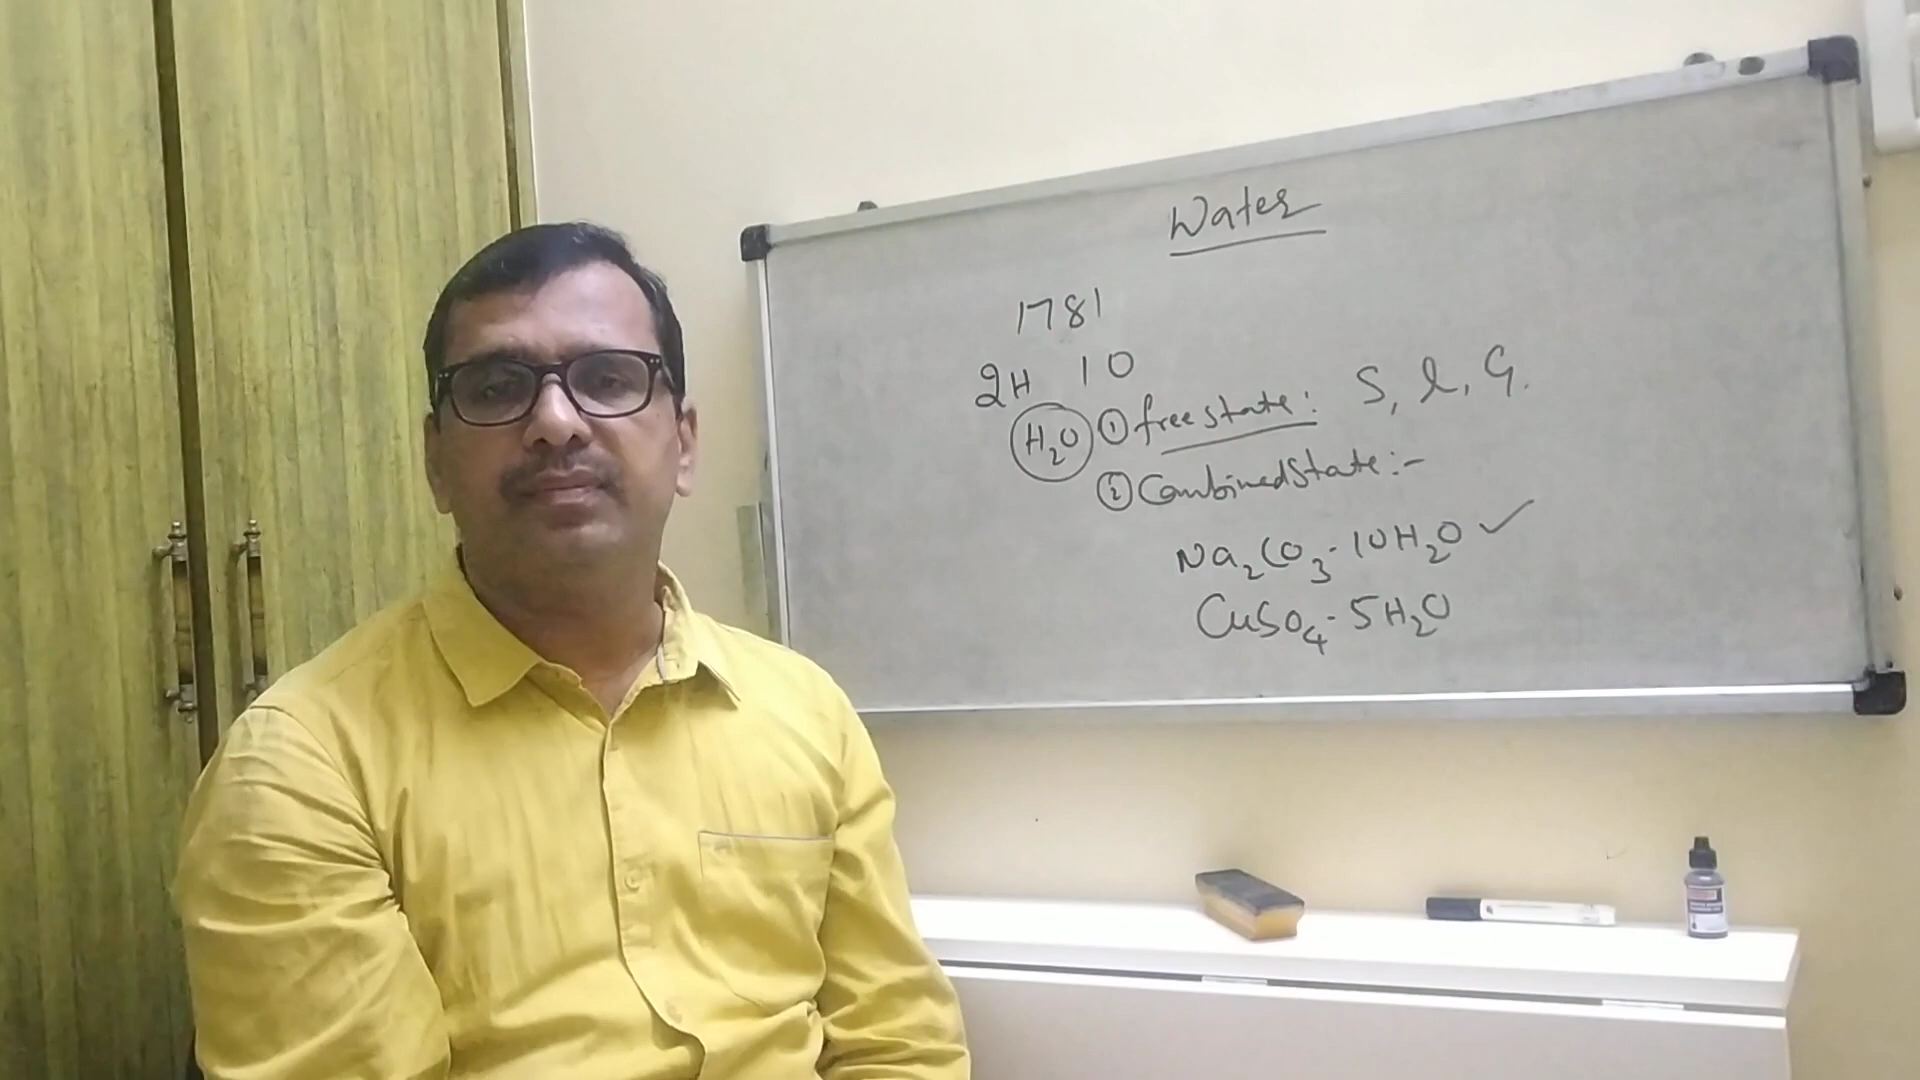 Water
1781
2H 1O
H₂O ① free state: S, l, G.
② Combined State:-
Na₂CO₃·10H₂O ✓
CuSO₄·5H₂O